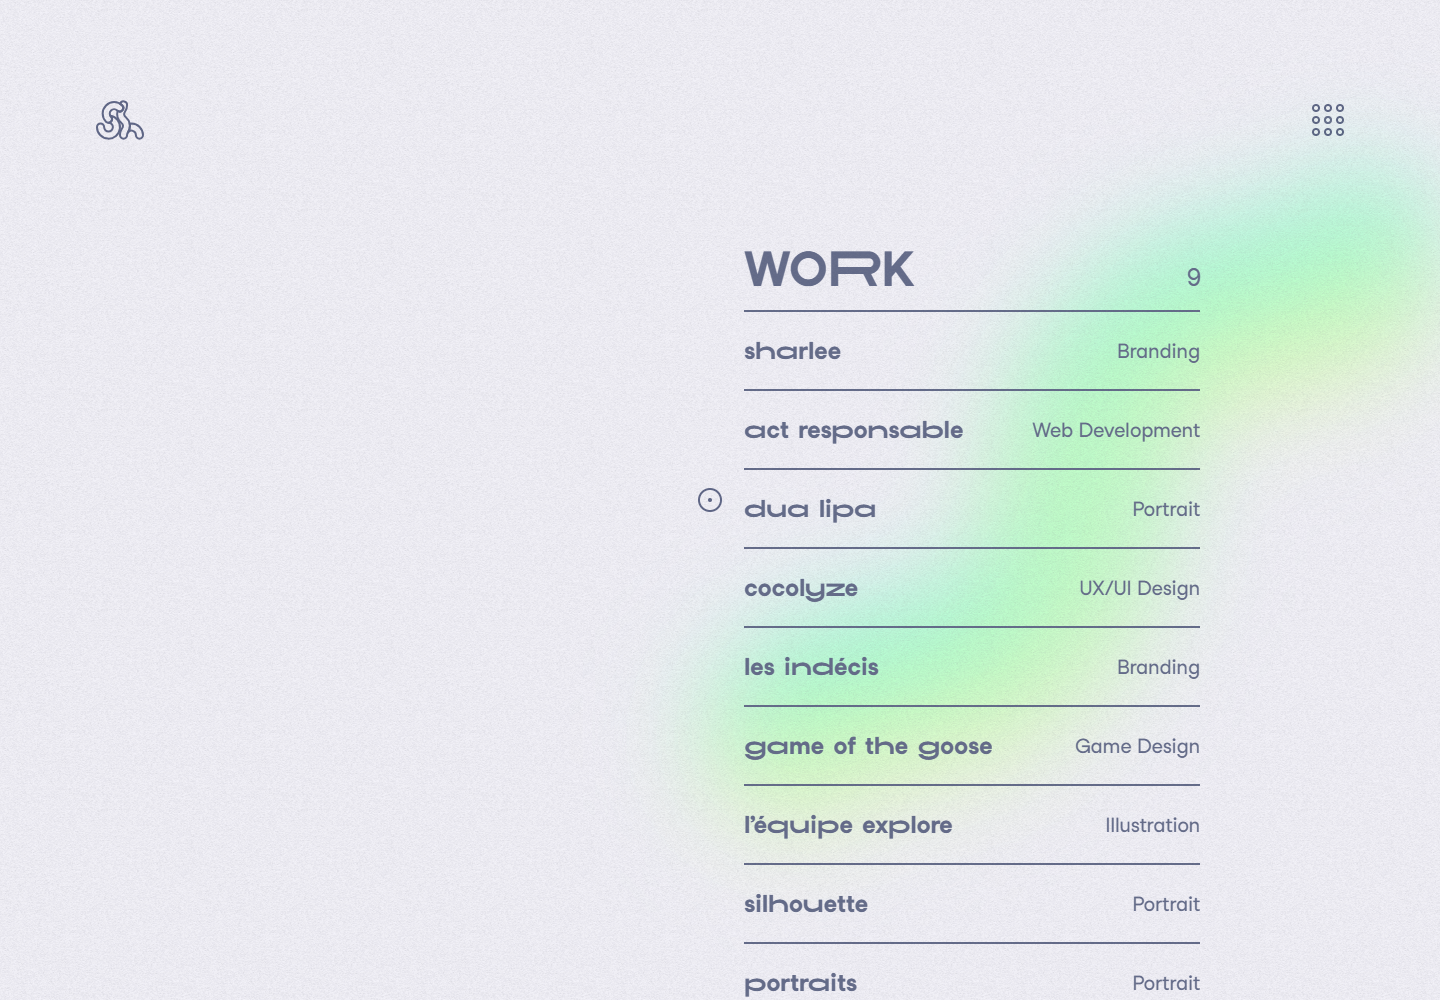 WORK 9
sharlee Branding
act responsable Web Development
dua lipa Portrait
cocolyze UX/UI Design
les indécis Branding
game of the goose Game Design
l’équipe explore Illustration
silhouette Portrait
portraits Portrait